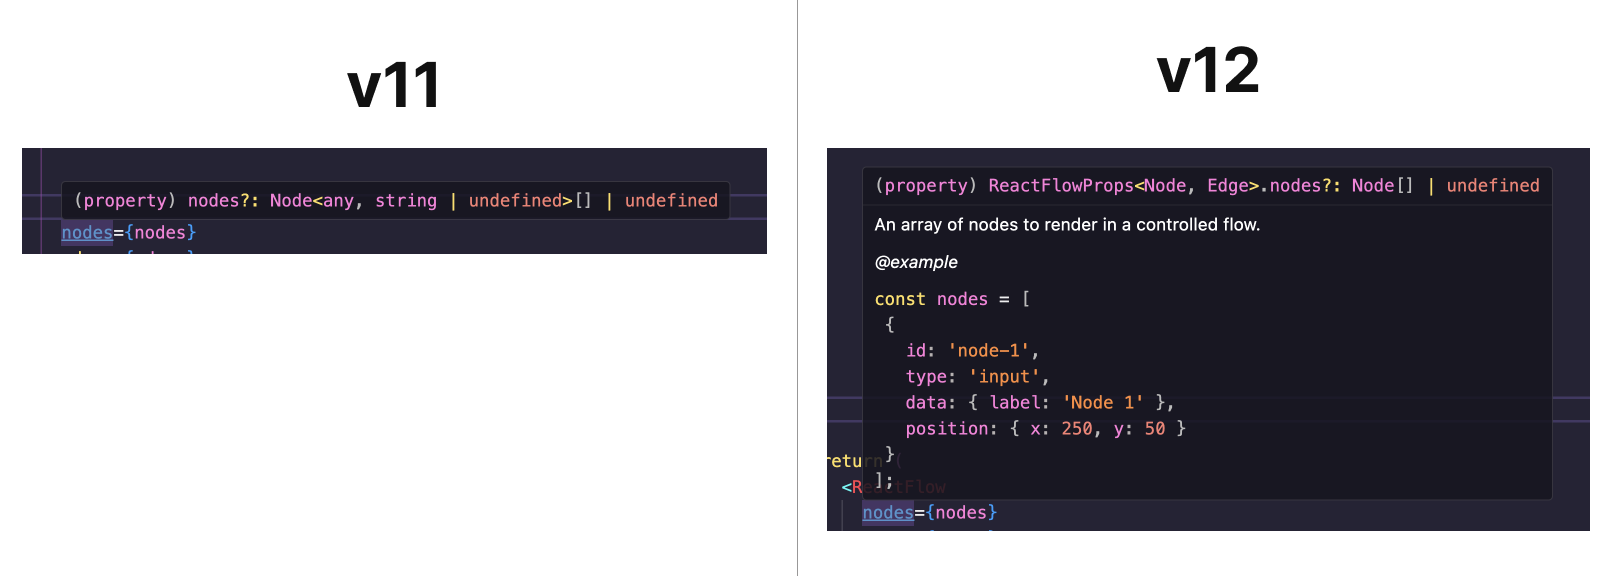 v11
(property) nodes?: Node<any, string | undefined>[] | undefined
nodes={nodes}
v12
(property) ReactFlowProps<Node, Edge>.nodes?: Node[] | undefined
An array of nodes to render in a controlled flow.
@example
const nodes = [
{
id: 'node-1',
type: 'input',
data: { label: 'Node 1' },
position: { x: 250, y: 50 }
}
];
return (
<ReactFlow
nodes={nodes}